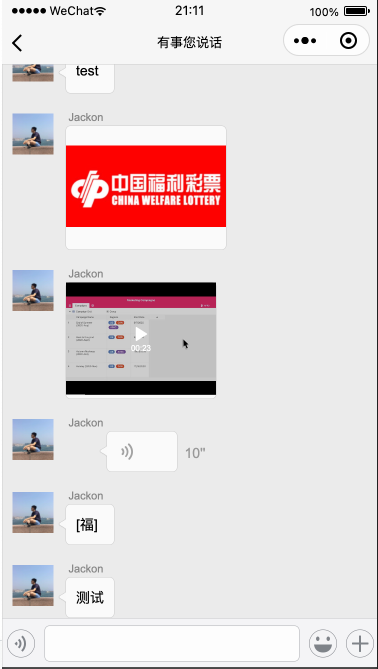 WeChat
21:11
100%
有事您说话
test
Jackon
中国福利彩票
CHINA WELFARE LOTTERY
Jackon
00:23
Jackon
10"
Jackon
[福]
Jackon
测试